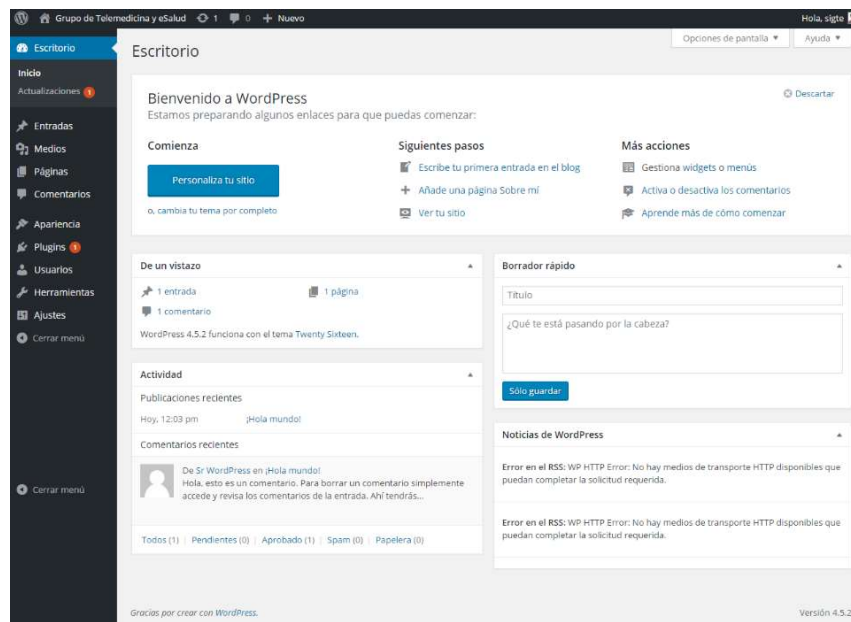 Grupo de Telemedicina y eSalud 1 0 + Nuevo Hola, sigte
Opciones de pantalla ▼ Ayuda ▼
Escritorio
Inicio
Actualizaciones 1
Entradas
Medios
Páginas
Comentarios
Apariencia
Plugins 1
Usuarios
Herramientas
Ajustes
Cerrar menú
Cerrar menú
Escritorio
Bienvenido a WordPress
Descartar
Estamos preparando algunos enlaces para que puedas comenzar:
Comienza
Personaliza tu sitio
o, cambia tu tema por completo
Siguientes pasos
Escribe tu primera entrada en el blog
Añade una página Sobre mí
Ver tu sitio
Más acciones
Gestiona widgets o menús
Activa o desactiva los comentarios
Aprende más de cómo comenzar
De un vistazo
1 entrada 1 página
1 comentario
WordPress 4.5.2 funciona con el tema Twenty Sixteen.
Actividad
Publicaciones recientes
Hoy, 12:03 pm ¡Hola mundo!
Comentarios recientes
De Sr WordPress en ¡Hola mundo!
Hola, esto es un comentario. Para borrar un comentario simplemente
accede y revisa los comentarios de la entrada. Ahí tendrás...
Todos (1) | Pendientes (0) | Aprobado (1) | Spam (0) | Papelera (0)
Borrador rápido
Título
¿Qué te está pasando por la cabeza?
Sólo guardar
Noticias de WordPress
Error en el RSS: WP HTTP Error: No hay medios de transporte HTTP disponibles que
puedan completar la solicitud requerida.
Error en el RSS: WP HTTP Error: No hay medios de transporte HTTP disponibles que
puedan completar la solicitud requerida.
Gracias por crear con WordPress. Versión 4.5.2